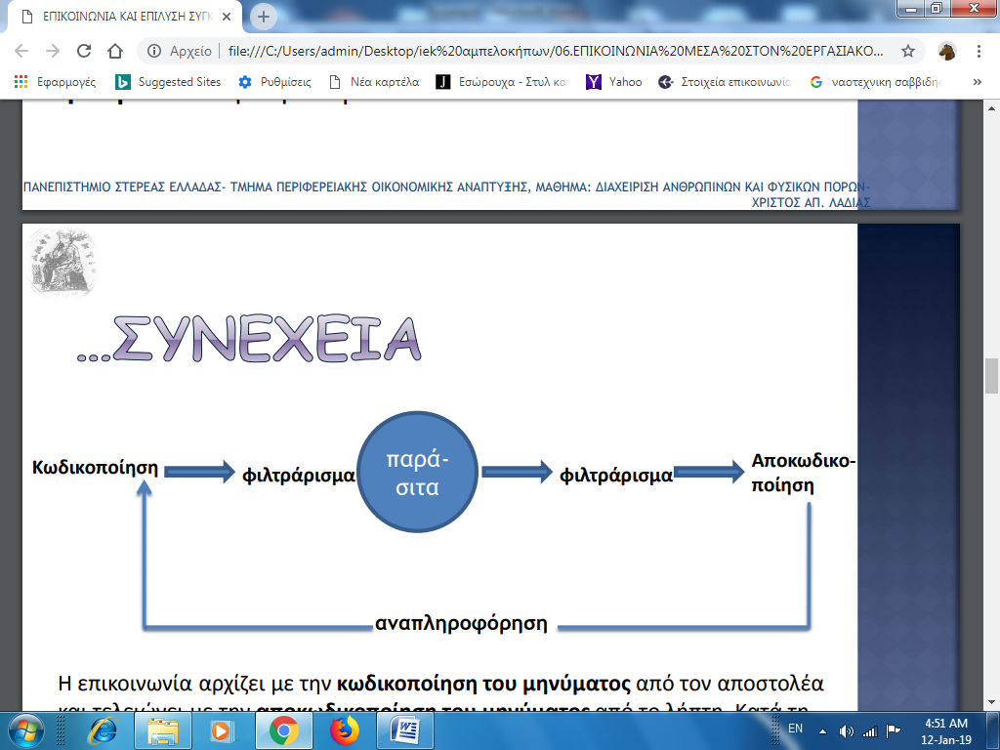 ΕΠΙΚΟΙΝΩΝΙΑ ΚΑΙ ΕΠΙΛΥΣΗ ΣΥΓΚ
Αρχείο file:///C:/Users/admin/Desktop/iek%20αμπελοκήπων/06.ΕΠΙΚΟΙΝΩΝΙΑ%20ΜΕΣΑ%20ΣΤΟΝ%20ΕΡΓΑΣΙΑΚΟ...
Εφαρμογές Suggested Sites Ρυθμίσεις Νέα καρτέλα Εσώρουχα - Στυλ κα Yahoo Στοιχεία επικοινωνία ναοτεχνικη σαββιδης »
ΠΑΝΕΠΙΣΤΗΜΙΟ ΣΤΕΡΕΑΣ ΕΛΛΑΔΑΣ- ΤΜΗΜΑ ΠΕΡΙΦΕΡΕΙΑΚΗΣ ΟΙΚΟΝΟΜΙΚΗΣ ΑΝΑΠΤΥΞΗΣ, ΜΑΘΗΜΑ: ΔΙΑΧΕΙΡΙΣΗ ΑΝΘΡΩΠΙΝΩΝ ΚΑΙ ΦΥΣΙΚΩΝ ΠΟΡΩΝ-
ΧΡΙΣΤΟΣ ΑΠ. ΛΑΔΙΑΣ
...ΣΥΝΕΧΕΙΑ
Κωδικοποίηση
φιλτράρισμα
παρά-
σιτα
φιλτράρισμα
Αποκωδικο-
ποίηση
αναπληροφόρηση
Η επικοινωνία αρχίζει με την κωδικοποίηση του μηνύματος από τον αποστολέα
και τελειώνει με την αποκωδικοποίηση του μηνύματος από το λήπτη. Κατά τη
EN
4:51 AM
12-Jan-19